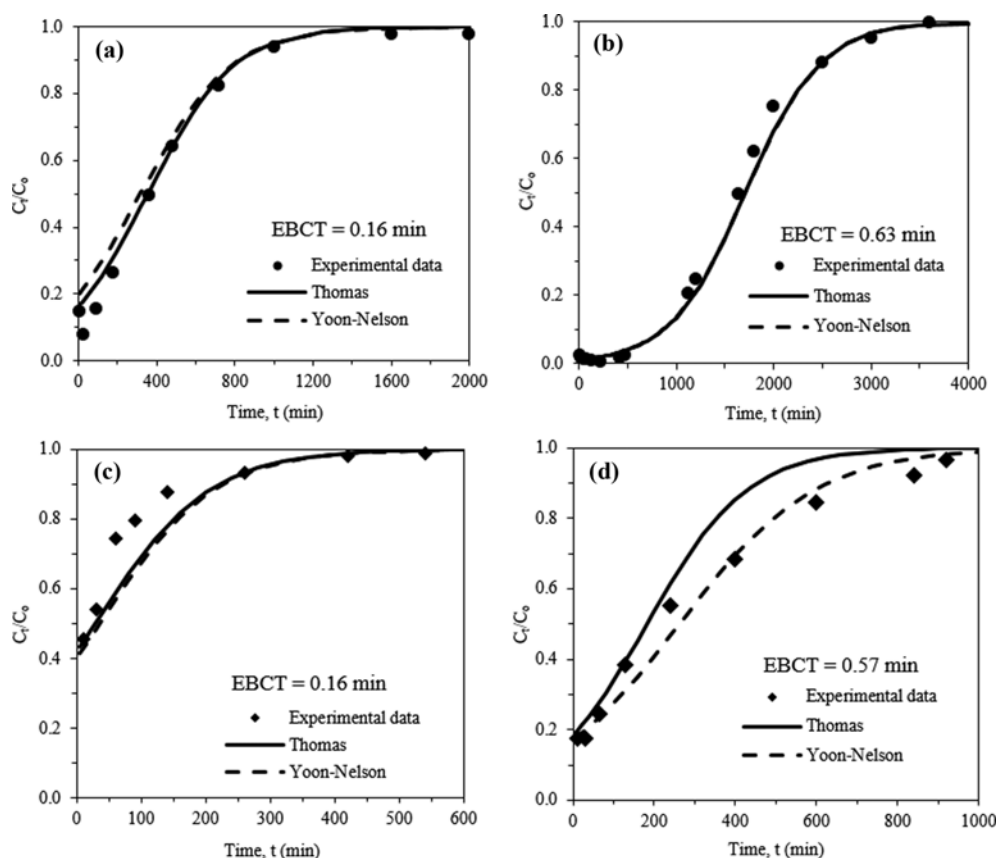 (a)
1.0
0.8
0.6
0.4
0.2
0.0
Ct/Co
EBCT = 0.16 min
Experimental data
Thomas
Yoon-Nelson
0 400 800 1200 1600 2000
Time, t (min)
(b)
1.0
0.8
0.6
0.4
0.2
0.0
Ct/Co
EBCT = 0.63 min
Experimental data
Thomas
Yoon-Nelson
0 1000 2000 3000 4000
Time, t (min)
(c)
1.0
0.8
0.6
0.4
0.2
0.0
Ct/Co
EBCT = 0.16 min
Experimental data
Thomas
Yoon-Nelson
0 100 200 300 400 500 600
Time, t (min)
(d)
1.0
0.8
0.6
0.4
0.2
0.0
Ct/Co
EBCT = 0.57 min
Experimental data
Thomas
Yoon-Nelson
0 200 400 600 800 1000
Time, t (min)